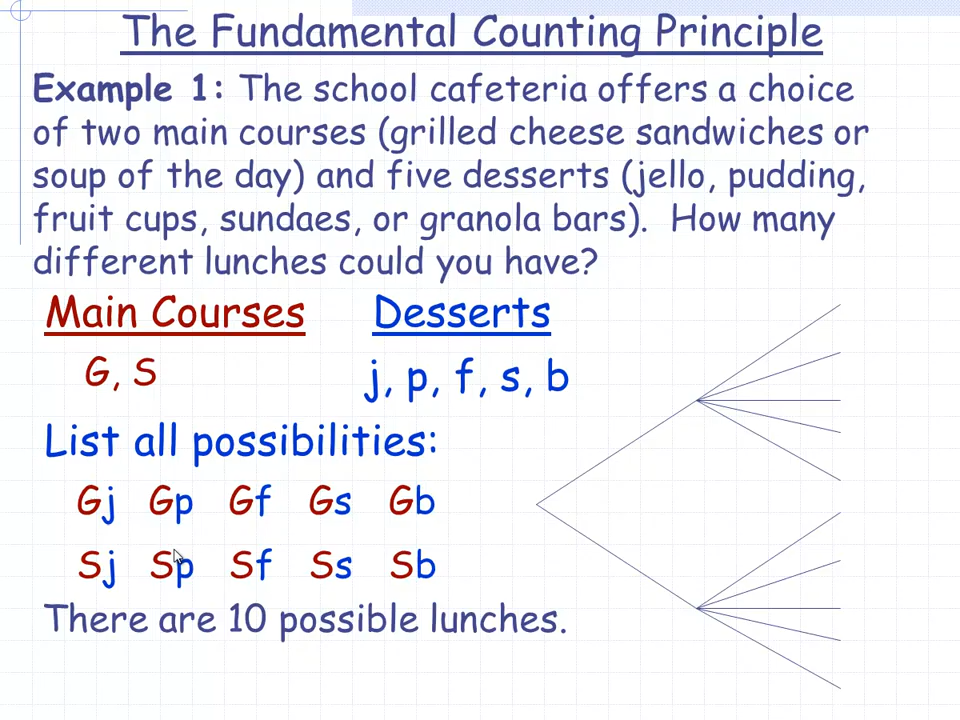 The Fundamental Counting Principle
Example 1: The school cafeteria offers a choice
of two main courses (grilled cheese sandwiches or
soup of the day) and five desserts (jello, pudding,
fruit cups, sundaes, or granola bars).  How many
different lunches could you have?
Main Courses Desserts
G, S j, p, f, s, b
List all possibilities:
Gj Gp Gf Gs Gb
Sj Sp Sf Ss Sb
There are 10 possible lunches.